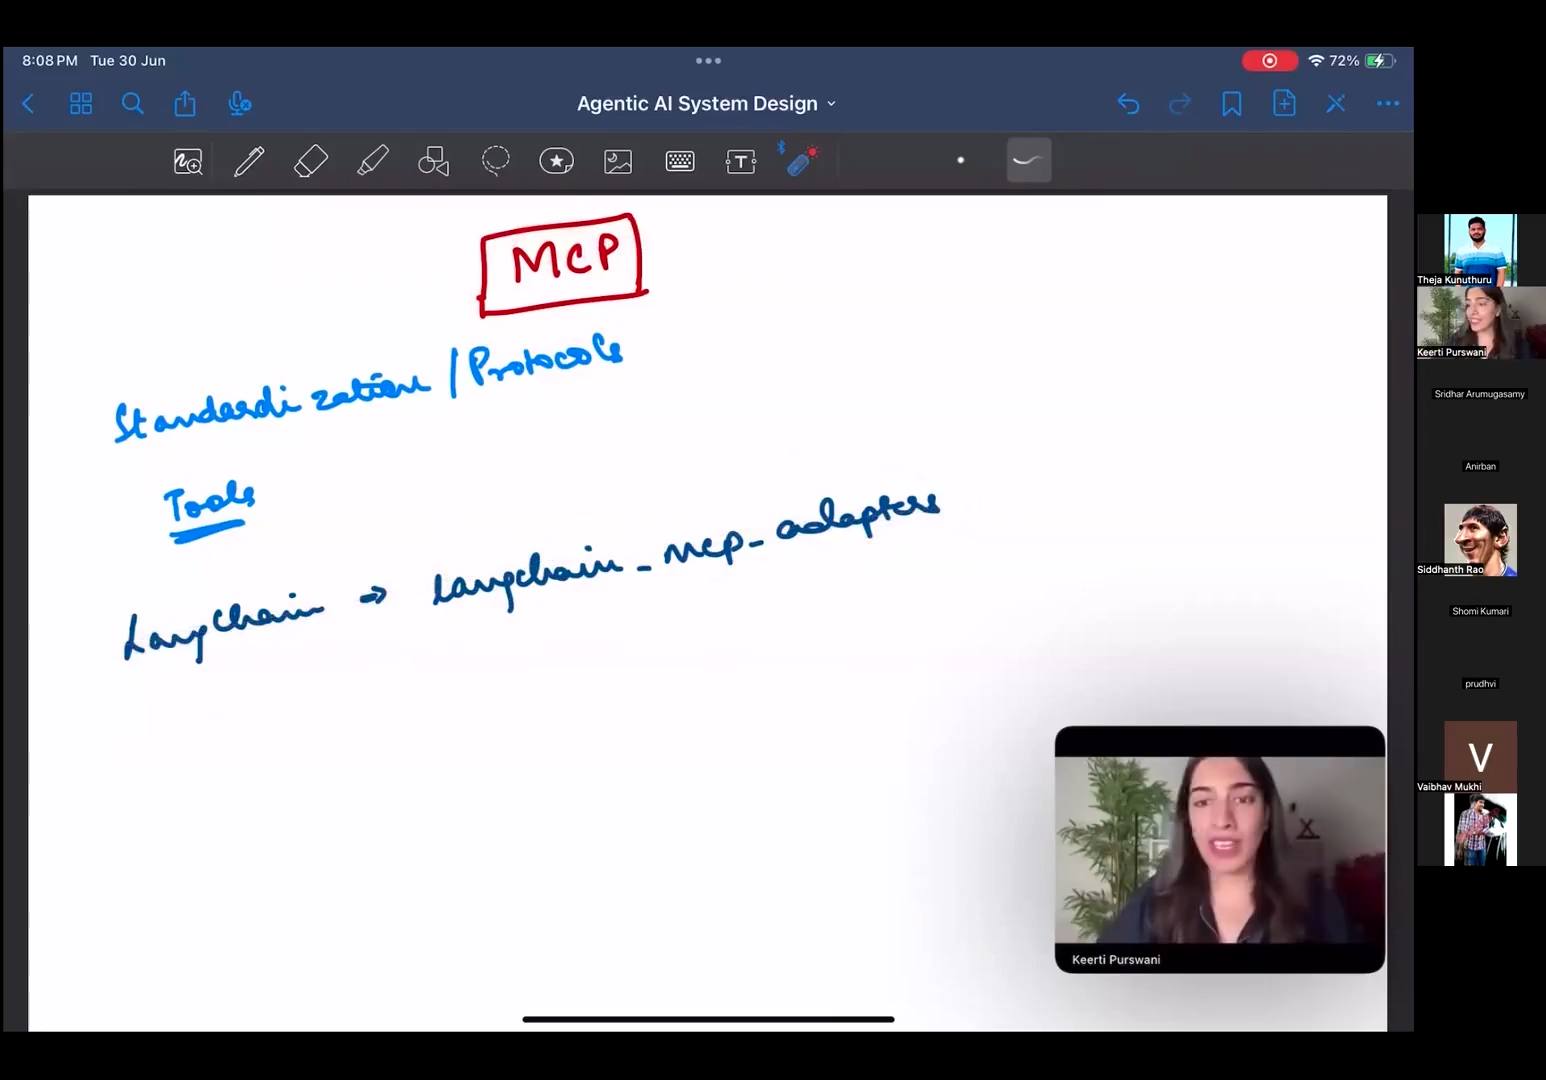 8:08 PM Tue 30 Jun
72%
Agentic AI System Design
T
MCP
Standardization / Protocols
Tools
LangChain → langchain_mcp_adapters
Keerti Purswani
Theja Kunuthuru
Keerti Purswani
Sridhar Arumugasamy
Anirban
Siddhanth Rao
Shomi Kumari
prudhvi
V
Vaibhav Mukhi